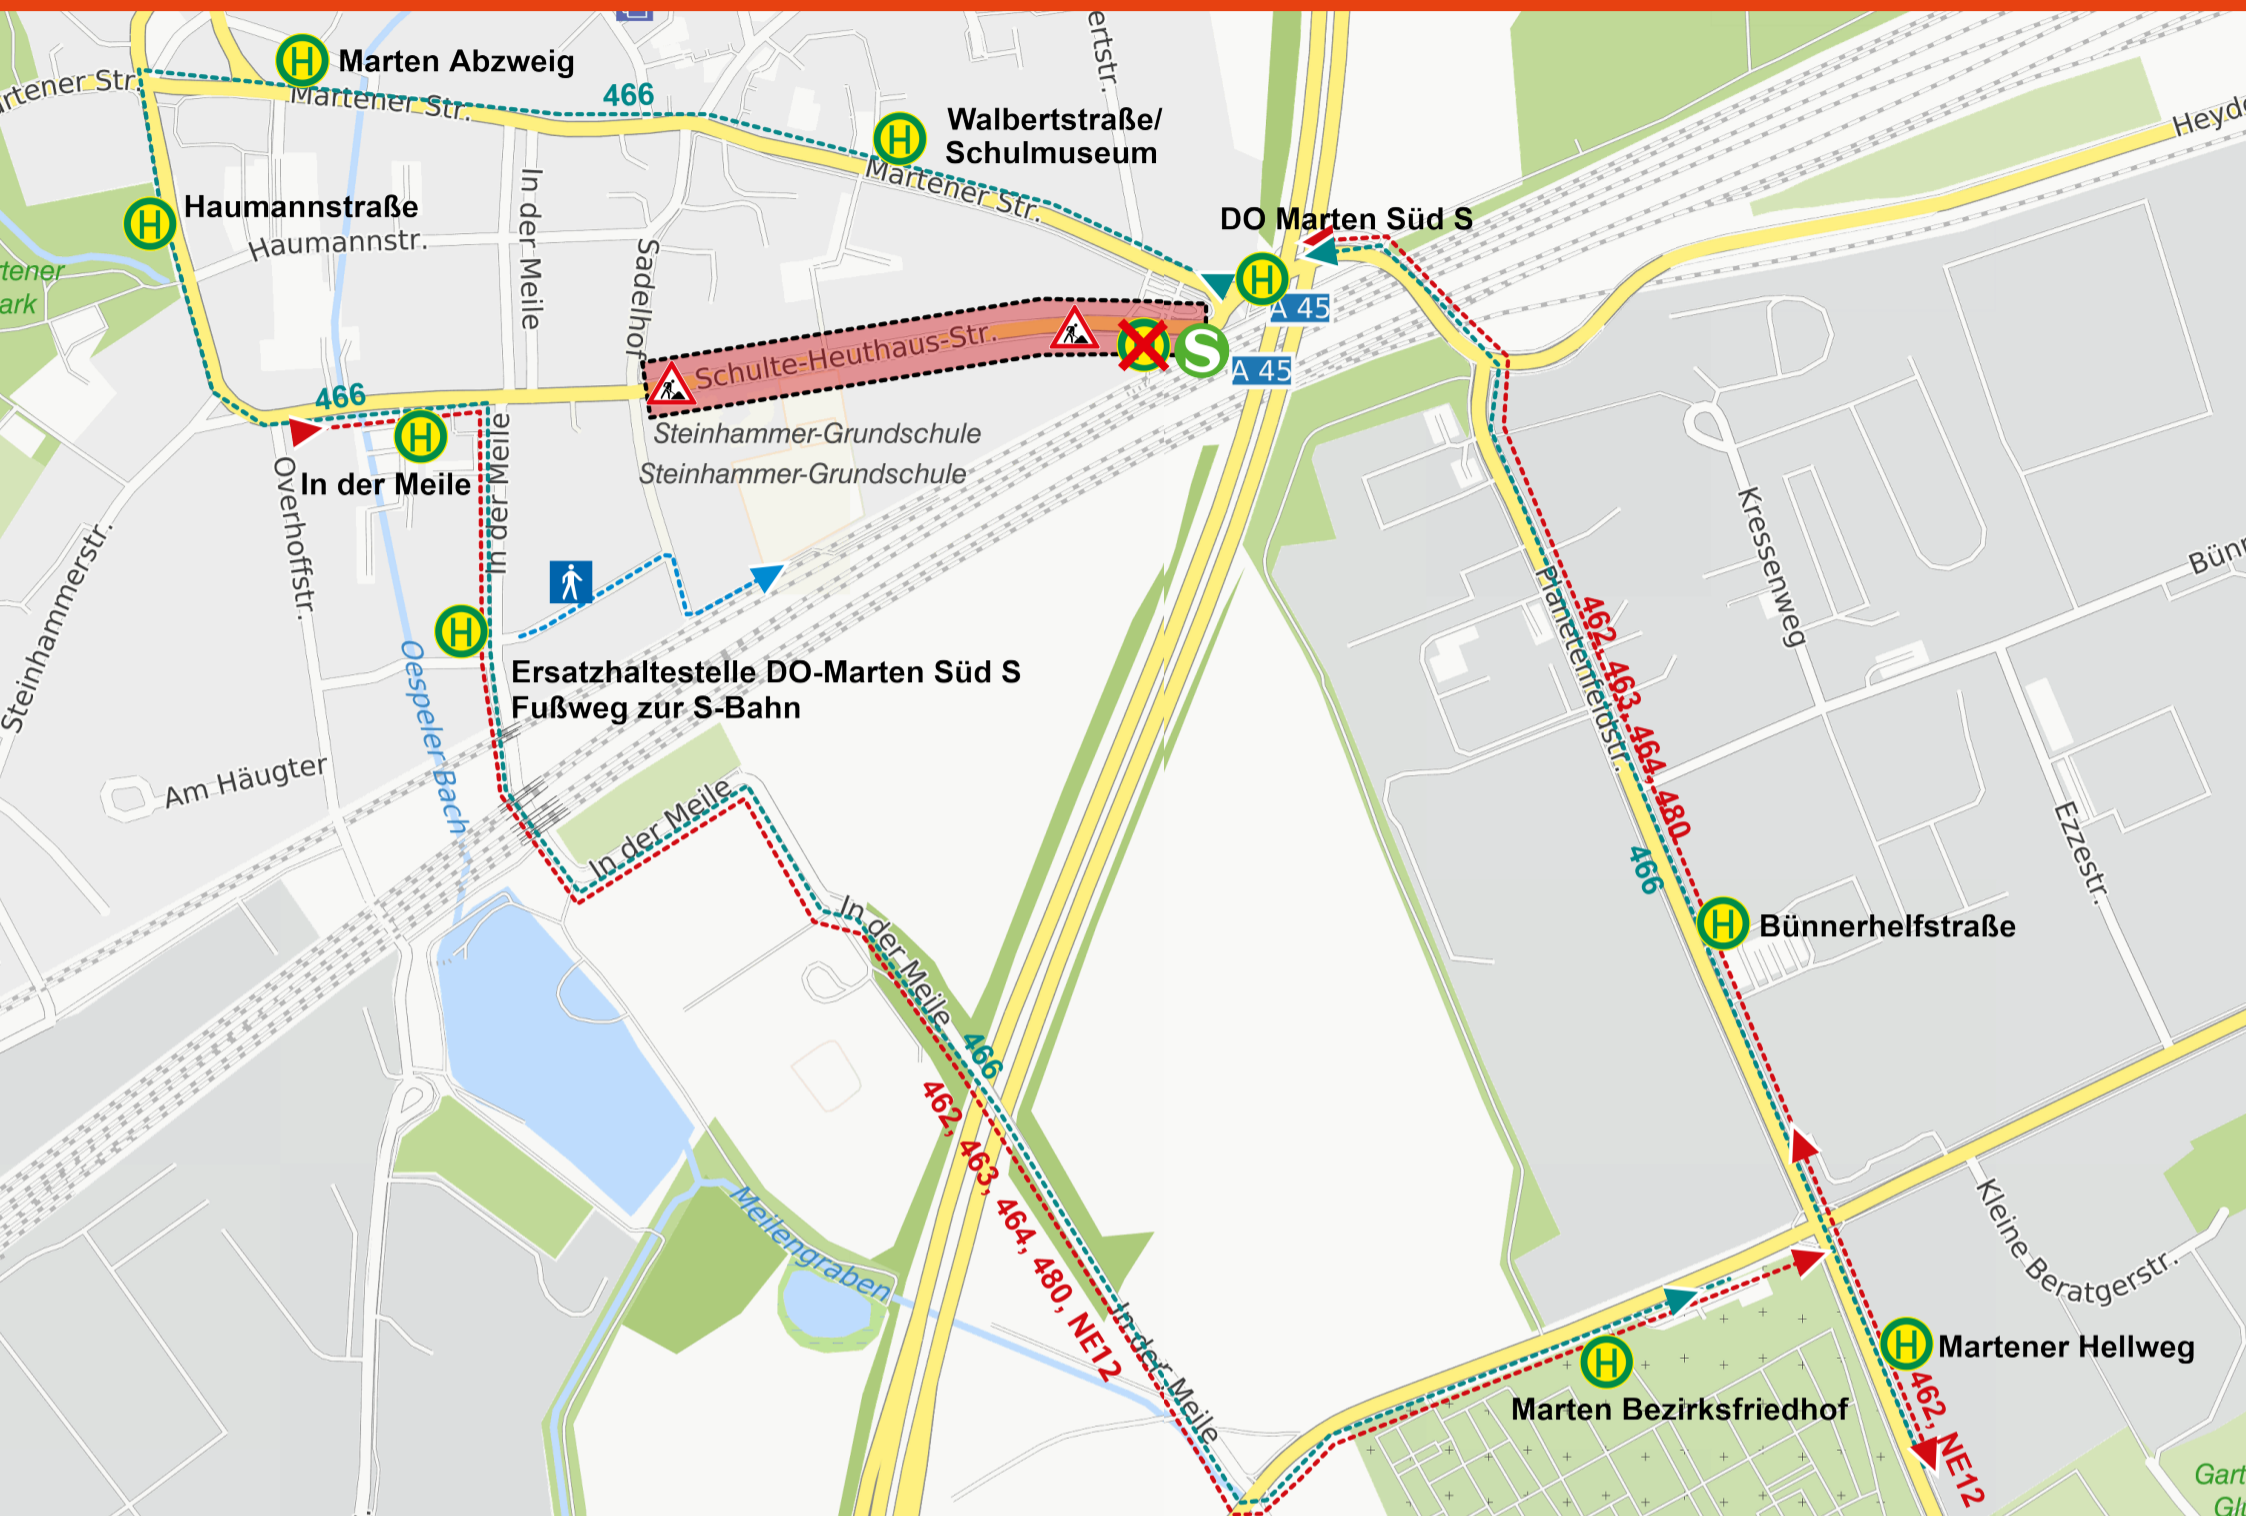 Marten Abzweig
Martener Str.
466
Walbertstraße/
Schulmuseum
Martener Str.
Haumannstraße
Haumannstr.
In der Meile
Sadelhof
DO Marten Süd S
A 45
A 45
Schulte-Heuthaus-Str.
S
H
Steinhammer-Grundschule
Steinhammer-Grundschule
466
In der Meile
In der Meile
Overhoffstr.
Steinhammerstr.
Oespeler Bach
Ersatzhaltestelle DO-Marten Süd S
Fußweg zur S-Bahn
Am Häugter
In der Meile
In der Meile
466
462, 463, 464, 480, NE12
Meilengraben
In der Meile
Planetenfeldstr.
462, 463, 464, 480
466
Kressenweg
Ezzestr.
Bünnerhelfstraße
Kleine Beratgerstr.
Martener Hellweg
Marten Bezirksfriedhof
462, NE12